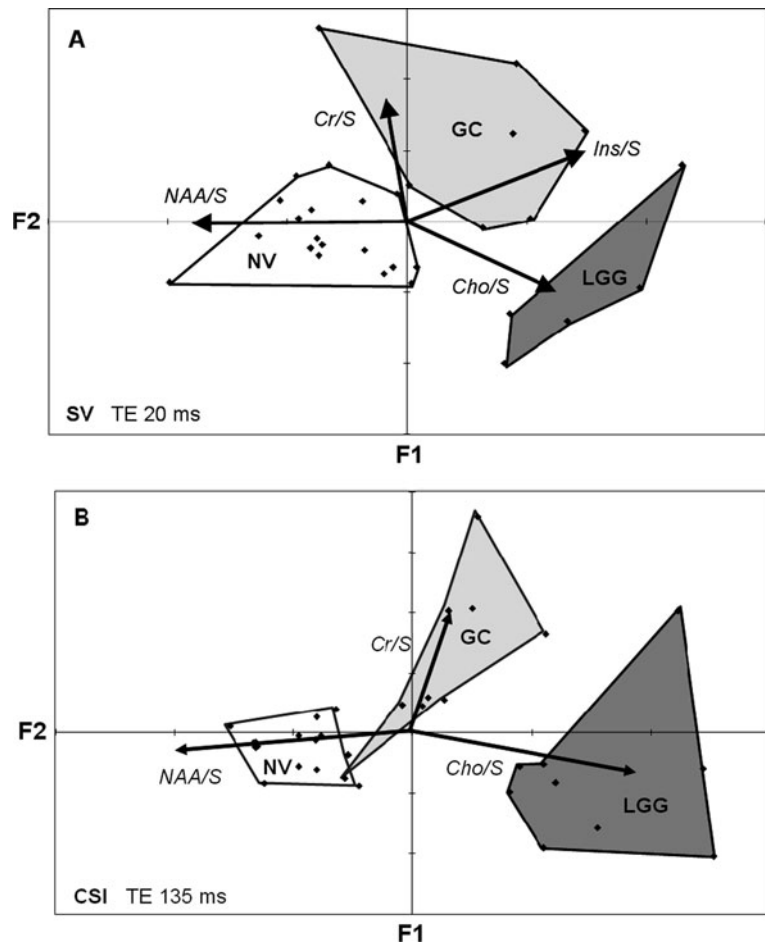 A
Cr/S
GC
Ins/S
NAA/S
F2
NV
Cho/S
LGG
SV TE 20 ms
F1
B
Cr/S
GC
F2
NAA/S
NV
Cho/S
LGG
CSI TE 135 ms
F1